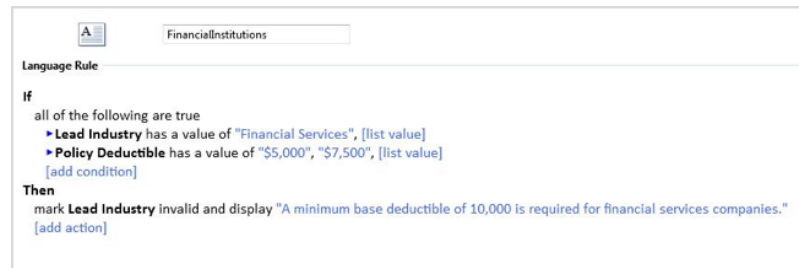 A
FinancialInstitutions
Language Rule
If
all of the following are true
Lead Industry has a value of "Financial Services", [list value]
Policy Deductible has a value of "$5,000", "$7,500", [list value]
[add condition]
Then
mark Lead Industry invalid and display "A minimum base deductible of 10,000 is required for financial services companies."
[add action]